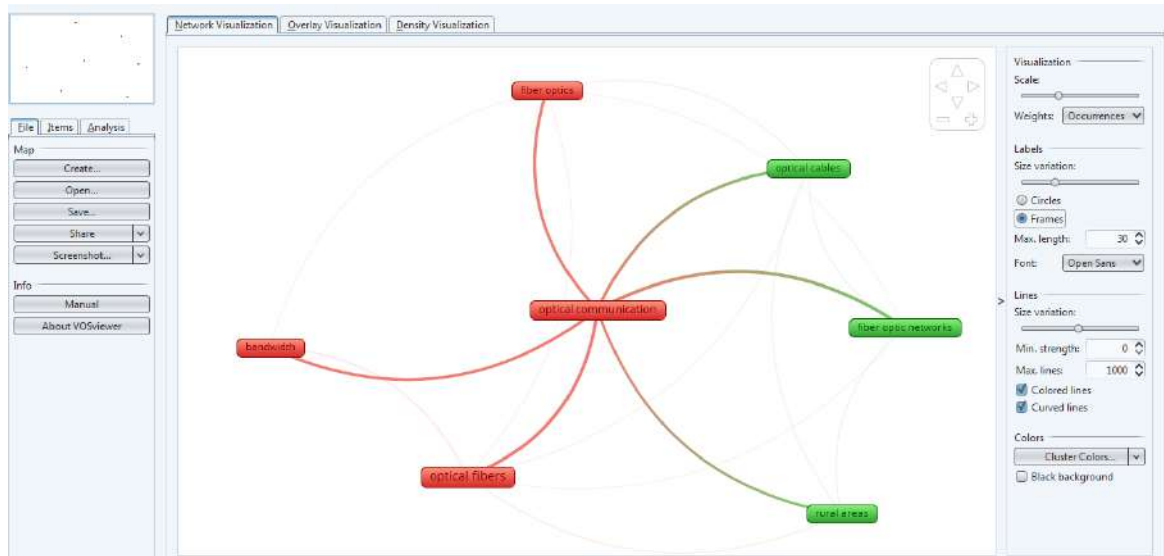 Network Visualization Overlay Visualization Density Visualization
File Items Analysis
Map
Create...
Open...
Save...
Share
Screenshot...
Info
Manual
About VOSviewer
fiber optics
optical cables
optical communication
fiber optic networks
bandwidth
optical fibers
rural areas
>
Visualization
Scale:
Weights: Occurrences
Labels
Size variation:
Circles
Frames
Max. length: 30
Font: Open Sans
Lines
Size variation:
Min. strength: 0
Max. lines: 1000
Colored lines
Curved lines
Colors
Cluster Colors...
Black background